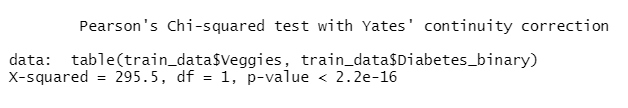 Pearson's Chi-squared test with Yates' continuity correction
data:  table(train_data$Veggies, train_data$Diabetes_binary)
X-squared = 295.5, df = 1, p-value < 2.2e-16